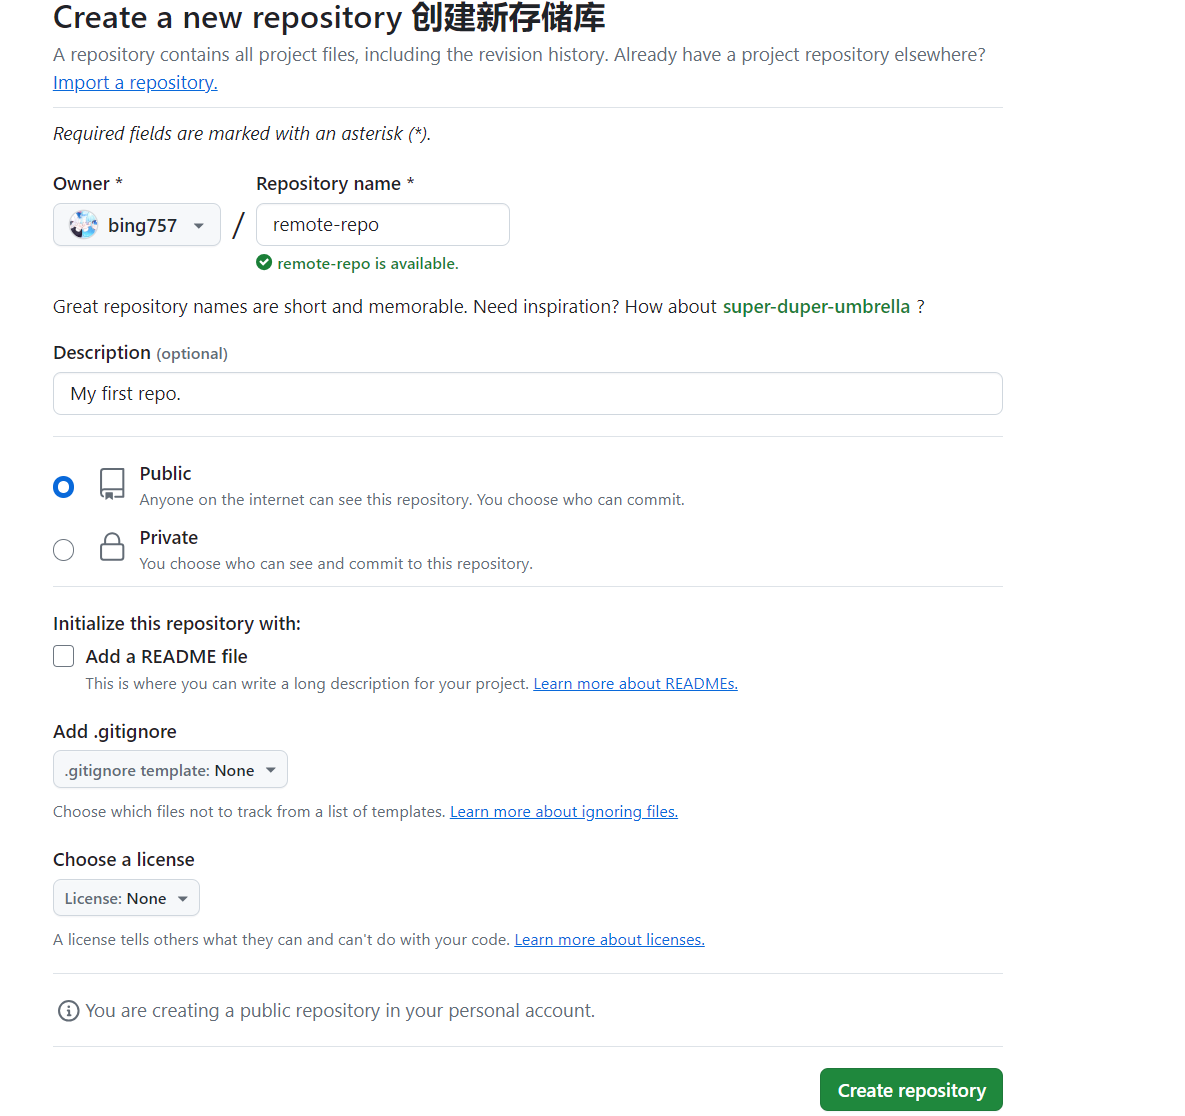 Create a new repository 创建新存储库
A repository contains all project files, including the revision history. Already have a project repository elsewhere?
Import a repository.
Required fields are marked with an asterisk (*).
Owner * Repository name *
bing757 / remote-repo
remote-repo is available.
Great repository names are short and memorable. Need inspiration? How about super-duper-umbrella ?
Description (optional)
My first repo.
Public
Anyone on the internet can see this repository. You choose who can commit.
Private
You choose who can see and commit to this repository.
Initialize this repository with:
Add a README file
This is where you can write a long description for your project. Learn more about READMEs.
Add .gitignore
.gitignore template: None
Choose which files not to track from a list of templates. Learn more about ignoring files.
Choose a license
License: None
A license tells others what they can and can't do with your code. Learn more about licenses.
You are creating a public repository in your personal account.
Create repository